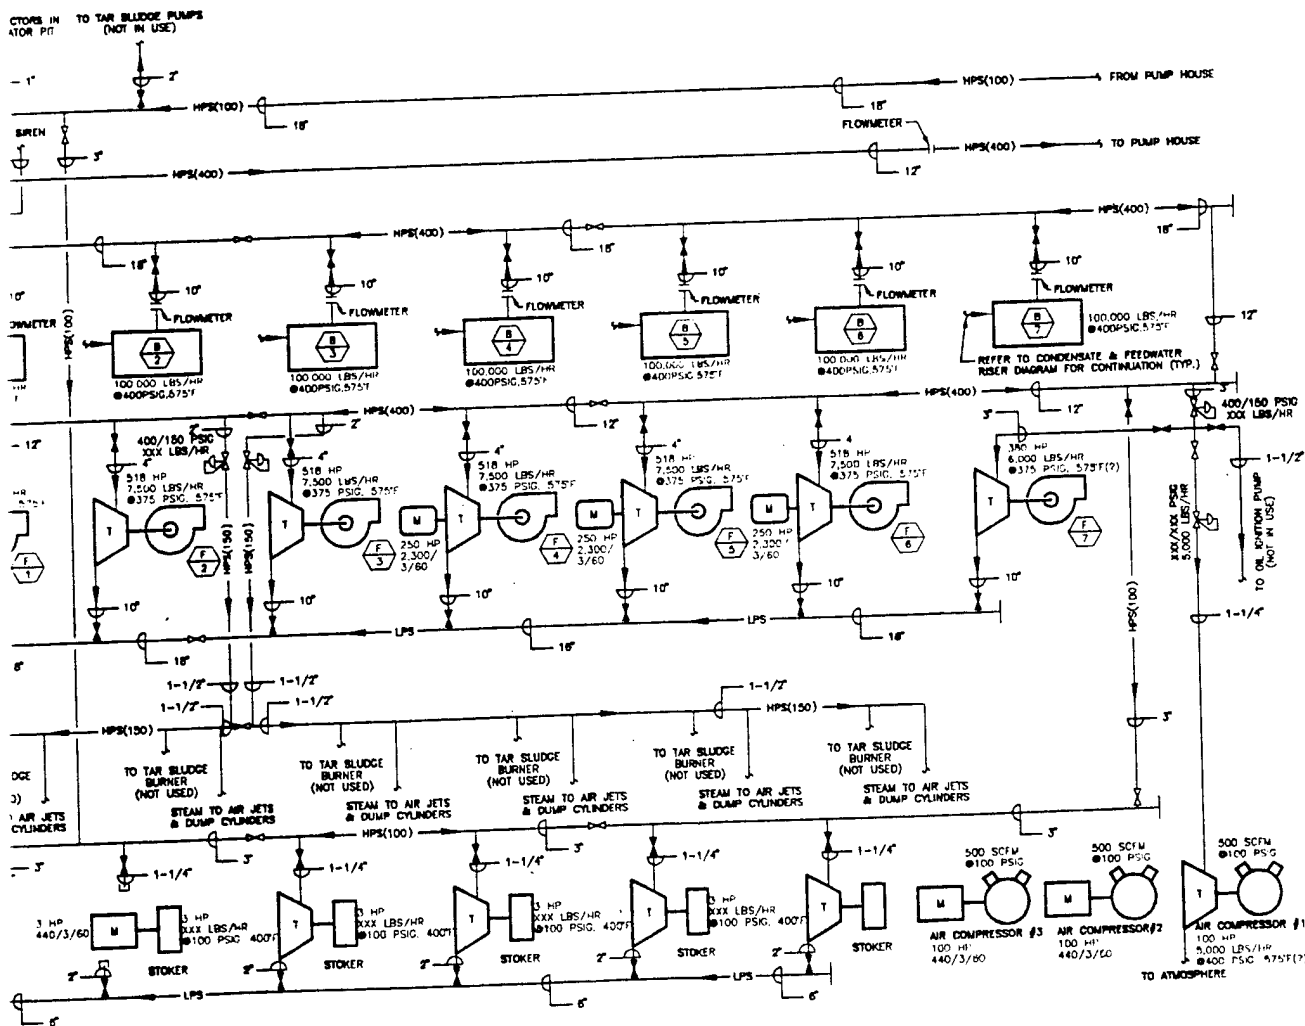 CTORS IN
ATOR PIT
TO TAR SLUDGE PUMPS
(NOT IN USE)
1"
2"
HPS(100)
HPS(100)
FROM PUMP HOUSE
18"
18"
SIREN
3"
FLOWMETER
HPS(400)
HPS(400)
TO PUMP HOUSE
12"
HPS(400)
HPS(400)
18"
18"
18"
10"
10"
10"
10"
10"
10"
10"
OWMETER
FLOWMETER
FLOWMETER
FLOWMETER
FLOWMETER
FLOWMETER
HPS(100)
B
2
B
3
B
4
B
5
B
6
B
7
12"
100,000 LBS/HR
@400PSIG,575°F
100,000 LBS/HR
@400PSIG,575°F
100,000 LBS/HR
@400PSIG,575°F
100,000 LBS/HR
@400PSIG,575°F
100,000 LBS/HR
@400PSIG,575°F
100,000 LBS/HR
@400PSIG,575°F
REFER TO CONDENSATE & FEEDWATER
RISER DIAGRAM FOR CONTINUATION (TYP.)
HPS(400)
HPS(400)
12"
2"
2"
12"
3"
12"
3"
400/150 PSIG
XXX LBS/HR
400/150 PSIG
XXX LBS/HR
4"
4"
4"
4"
4
518 HP
7,500 LBS/HR
@375 PSIG, 575°F
518 HP
7,500 LBS/HR
@375 PSIG, 575°F
518 HP
7,500 LBS/HR
@375 PSIG, 575°F
518 HP
7,500 LBS/HR
@375 PSIG, 575°F
518 HP
7,500 LBS/HR
@375 PSIG, 575°F
380 HP
6,000 LBS/HR
@375 PSIG, 575°F(?)
1-1/2"
T
T
M
T
M
T
M
T
T
F
1
F
2
F
3
F
4
F
5
F
6
F
7
250 HP
2,300/
3/60
250 HP
2,300/
3/60
250 HP
2,300/
3/60
HPS(150)
HPS(150)
XXX/XXX PSIG
5,000 LBS/HR
TO OIL IGNITION PUMP
(NOT IN USE)
10"
10"
10"
10"
10"
10"
HPS(100)
1-1/4"
LPS
LPS
18"
16"
18"
8"
1-1/2"
1-1/2"
1-1/2"
1-1/2"
1-1/2"
HPS(150)
HPS(150)
3"
TO TAR SLUDGE
BURNER
(NOT USED)
TO TAR SLUDGE
BURNER
(NOT USED)
TO TAR SLUDGE
BURNER
(NOT USED)
TO TAR SLUDGE
BURNER
(NOT USED)
TO TAR SLUDGE
BURNER
(NOT USED)
AIR JETS
CYLINDERS
STEAM TO AIR JETS
& DUMP CYLINDERS
STEAM TO AIR JETS
& DUMP CYLINDERS
STEAM TO AIR JETS
& DUMP CYLINDERS
STEAM TO AIR JETS
& DUMP CYLINDERS
STEAM TO AIR JETS
& DUMP CYLINDERS
HPS(100)
3"
3"
3"
3"
1-1/4"
1-1/4"
1-1/4"
1-1/4"
1-1/4"
3 HP
440/3/60
M
3 HP
XXX LBS/HR
@100 PSIG, 400°F
STOKER
T
3 HP
XXX LBS/HR
@100 PSIG, 400°F
STOKER
T
3 HP
XXX LBS/HR
@100 PSIG, 400°F
STOKER
T
3 HP
XXX LBS/HR
@100 PSIG, 400°F
STOKER
T
STOKER
500 SCFM
@100 PSIG
M
AIR COMPRESSOR #3
100 HP
440/3/60
500 SCFM
@100 PSIG
M
AIR COMPRESSOR#2
100 HP
440/3/60
500 SCFM
@100 PSIG
T
AIR COMPRESSOR #1
100 HP
5,000 LBS/HR
@400 PSIG, 575°F(?)
TO ATMOSPHERE
2"
2"
2"
2"
2"
LPS
LPS
6"
6"
6"